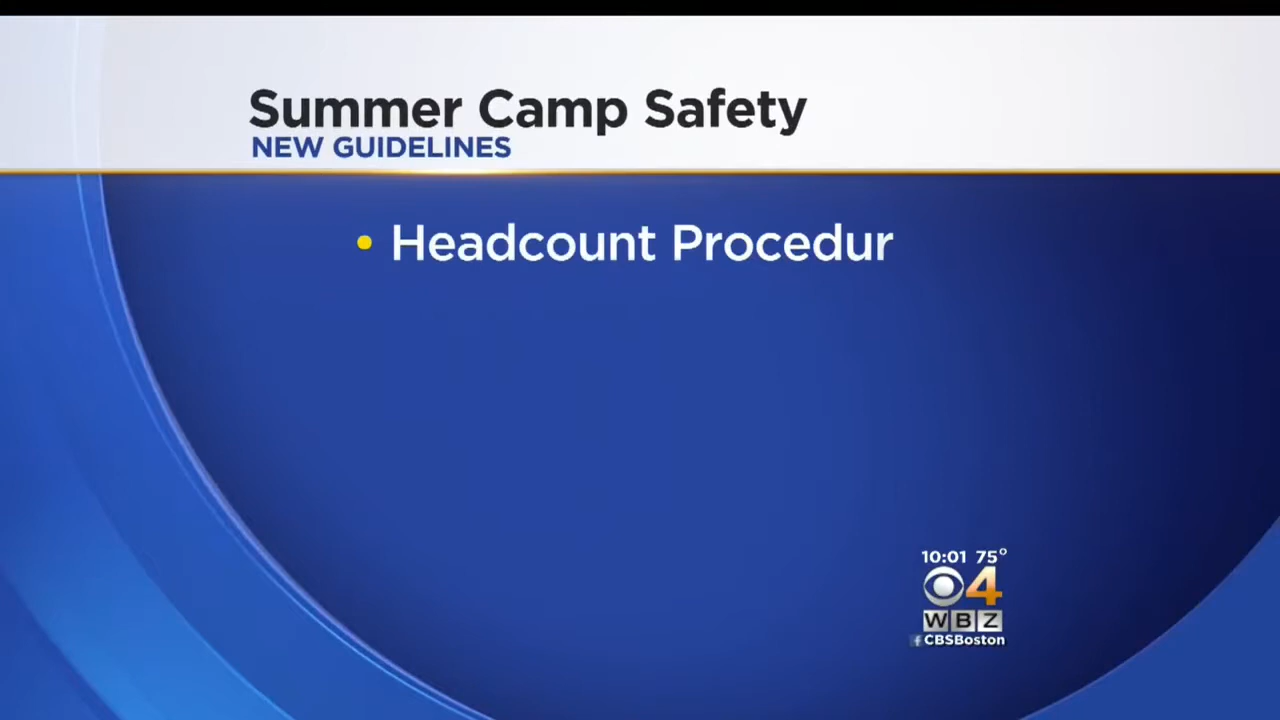 Summer Camp Safety
NEW GUIDELINES
• Headcount Procedur
10:01 75°
4
WBZ
f CBSBoston